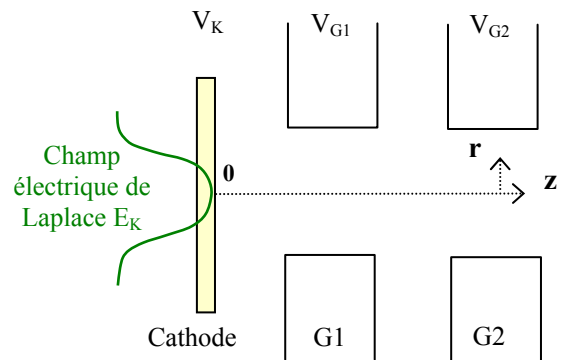 V_K
V_G1
V_G2
Champ
électrique de
Laplace E_K
0
r
z
Cathode
G1
G2